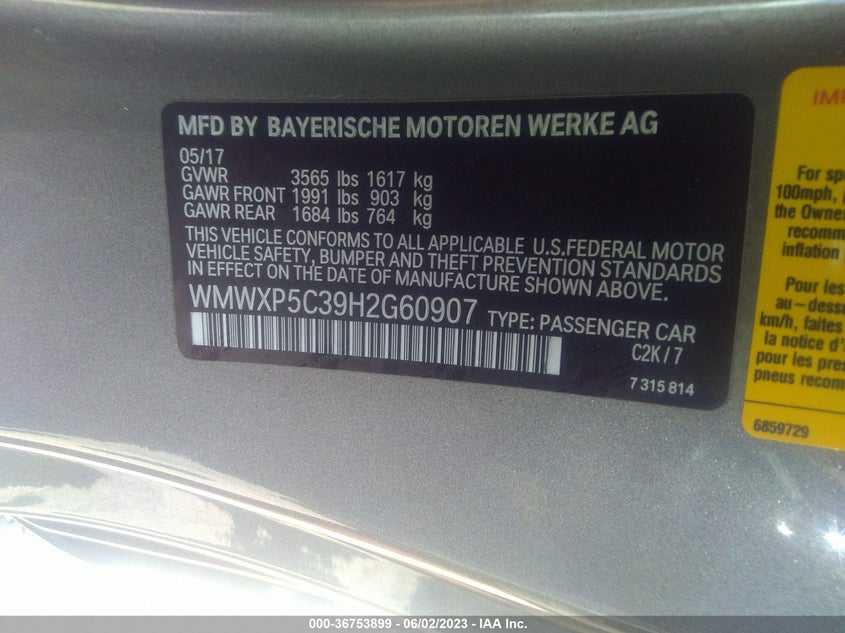 MFD BY BAYERISCHE MOTOREN WERKE AG
05/17
GVWR 3565 lbs 1617 kg
GAWR FRONT 1991 lbs 903 kg
GAWR REAR 1684 lbs 764 kg
THIS VEHICLE CONFORMS TO ALL APPLICABLE U.S.FEDERAL MOTOR
VEHICLE SAFETY, BUMPER AND THEFT PREVENTION STANDARDS
IN EFFECT ON THE DATE OF MANUFACTURE SHOWN ABOVE.
WMWXP5C39H2G60907 TYPE: PASSENGER CAR
C2K/7
7 315 814
For
100mph,
the Owner
recomm
inflation
Pour les
au-dess
km/h, faites
la notice d'
pour les pres
pneus recom
6859729
000-36753899 - 06/02/2023 - IAA Inc.